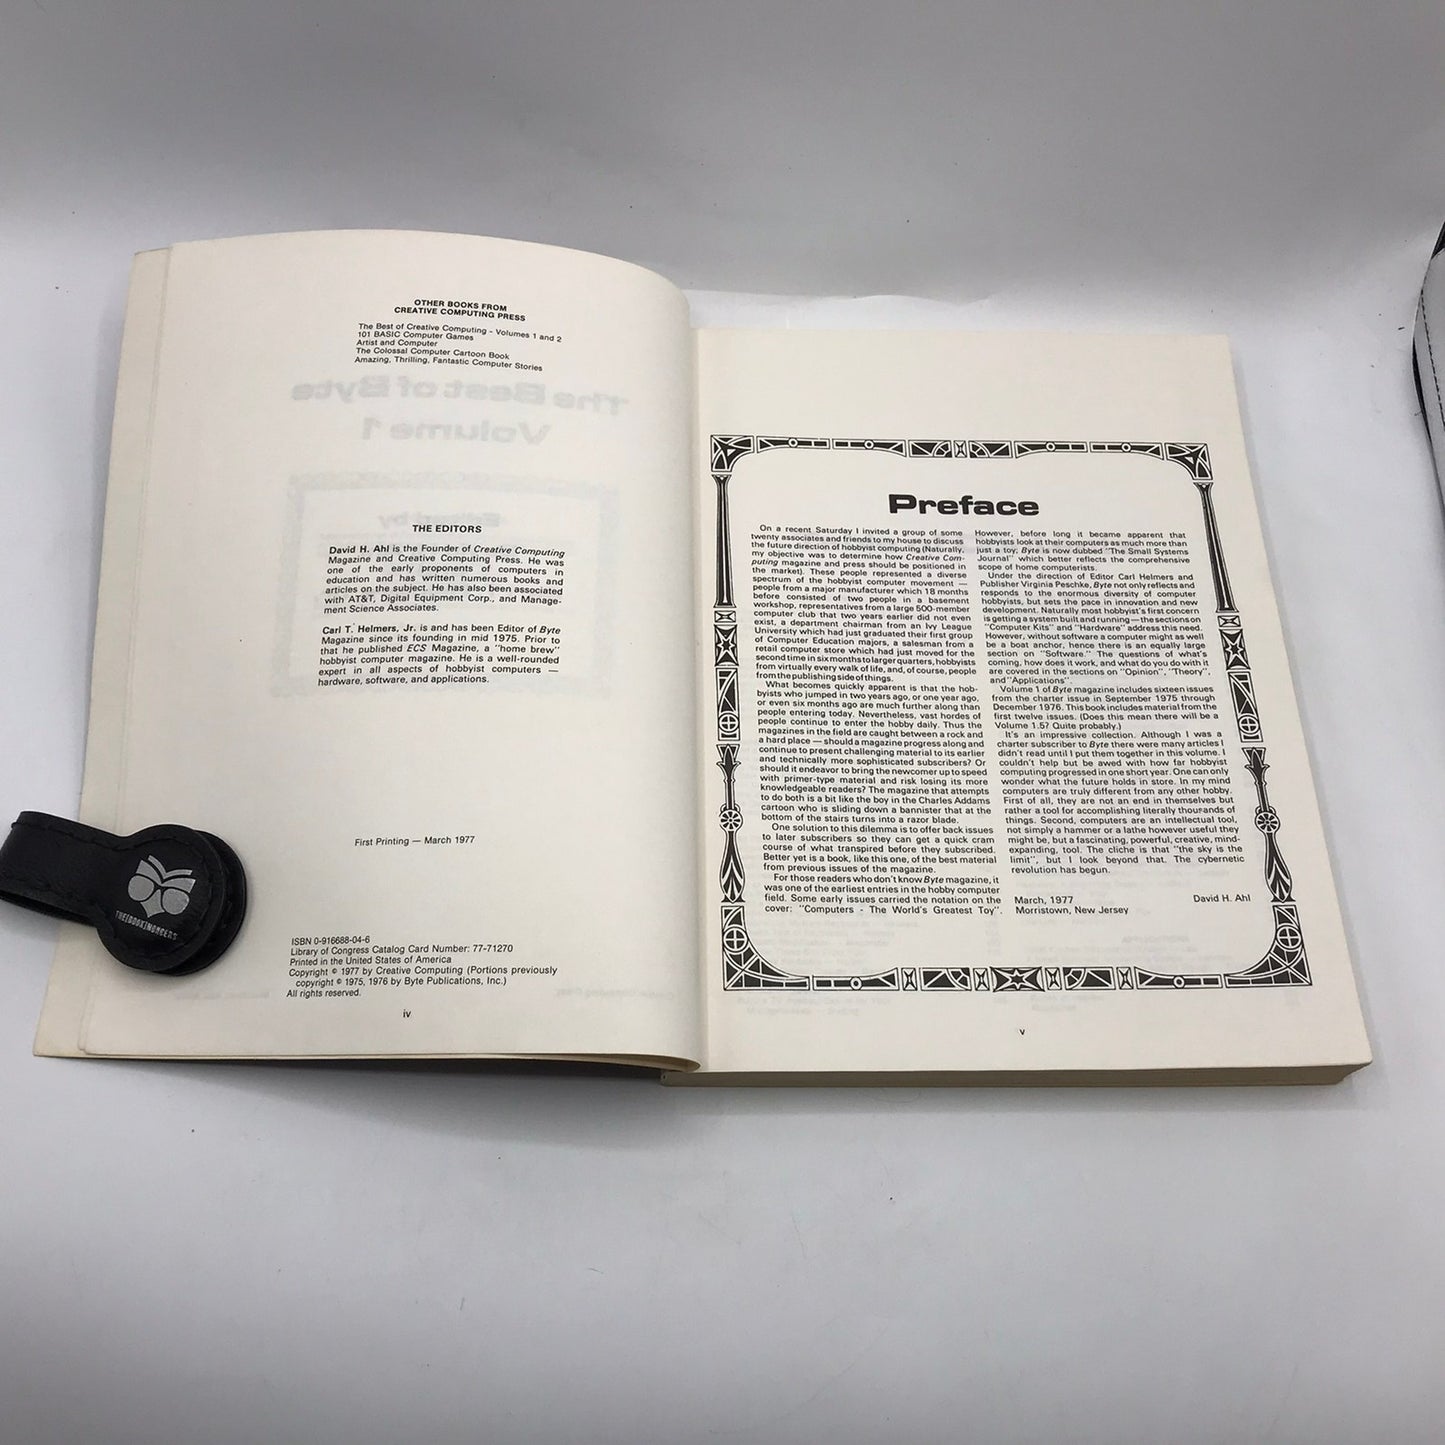 OTHER BOOKS FROM
CREATIVE COMPUTING PRESS
The Best of Creative Computing - Volumes 1 and 2
101 BASIC Computer Games
Artist and Computer
The Colossal Computer Cartoon Book
Amazing, Thrilling, Fantastic Computer Stories
THE EDITORS
David H. Ahl is the Founder of Creative Computing
Magazine and Creative Computing Press. He was
one of the early proponents of computers in
education and has written numerous books and
articles on the subject. He has also been associated
with AT&T, Digital Equipment Corp., and Manage-
ment Science Associates.
Carl T. Helmers, Jr. is and has been Editor of Byte
Magazine since its founding in mid 1975. Prior to
that he published ECS Magazine, a "home brew"
hobbyist computer magazine. He is a well-rounded
expert in all aspects of hobbyist computers —
hardware, software, and applications.
First Printing — March 1977
ISBN 0-916688-04-6
Library of Congress Catalog Card Number: 77-71270
Printed in the United States of America
Copyright © 1977 by Creative Computing (Portions previously
copyright © 1975, 1976 by Byte Publications, Inc.)
All rights reserved.
iv
THE[BOOK]MONGERS
Preface
On a recent Saturday I invited a group of some
twenty associates and friends to my house to discuss
the future direction of hobbyist computing (Naturally,
my objective was to determine how Creative Com-
puting magazine and press should be positioned in
the market). These people represented a diverse
spectrum of the hobbyist computer movement —
people from a major manufacturer which 18 months
before consisted of two people in a basement
workshop, representatives from a large 500-member
computer club that two years earlier did not even
exist, a department chairman from an Ivy League
University which had just graduated their first group
of Computer Education majors, a salesman from a
retail computer store which had just moved for the
second time in six months to larger quarters, hobbyists
from virtually every walk of life, and, of course, people
from the publishing side of things.
What becomes quickly apparent is that the hob-
byists who jumped in two years ago, or one year ago,
or even six months ago are much further along than
people entering today. Nevertheless, vast hordes of
people continue to enter the hobby daily. Thus the
magazines in the field are caught between a rock and
a hard place — should a magazine progress along and
continue to present challenging material to its earlier
and technically more sophisticated subscribers? Or
should it endeavor to bring the newcomer up to speed
with primer-type material and risk losing its more
knowledgeable readers? The magazine that attempts
to do both is a bit like the boy in the Charles Addams
cartoon who is sliding down a bannister that at the
bottom of the stairs turns into a razor blade.
One solution to this dilemma is to offer back issues
to later subscribers so they can get a quick cram
course of what transpired before they subscribed.
Better yet is a book, like this one, of the best material
from previous issues of the magazine.
For those readers who don't know Byte magazine, it
was one of the earliest entries in the hobby computer
field. Some early issues carried the notation on the
cover: "Computers - The World's Greatest Toy".
However, before long it became apparent that
hobbyists look at their computers as much more than
just a toy; Byte is now dubbed "The Small Systems
Journal" which better reflects the comprehensive
scope of home computerists.
Under the direction of Editor Carl Helmers and
Publisher Virginia Peschke, Byte not only reflects and
responds to the enormous diversity of computer
hobbyists, but sets the pace in innovation and new
development. Naturally most hobbyist's first concern
is getting a system built and running — the sections on
"Computer Kits" and "Hardware" address this need.
However, without software a computer might as well
be a boat anchor, hence there is an equally large
section on "Software." The questions of what's
coming, how does it work, and what do you do with it
are covered in the sections on "Opinion", "Theory",
and "Applications".
Volume 1 of Byte magazine includes sixteen issues
from the charter issue in September 1975 through
December 1976. This book includes material from the
first twelve issues. (Does this mean there will be a
Volume 1.5? Quite probably.)
It's an impressive collection. Although I was a
charter subscriber to Byte there were many articles I
didn't read until I put them together in this volume. I
couldn't help but be awed with how far hobbyist
computing progressed in one short year. One can only
wonder what the future holds in store. In my mind
computers are truly different from any other hobby.
First of all, they are not an end in themselves but
rather a tool for accomplishing literally thousands of
things. Second, computers are an intellectual tool,
not simply a hammer or a lathe however useful they
might be, but a fascinating, powerful, creative, mind-
expanding, tool. The cliche is that "the sky is the
limit", but I look beyond that. The cybernetic
revolution has begun.
March, 1977 David H. Ahl
Morristown, New Jersey
v